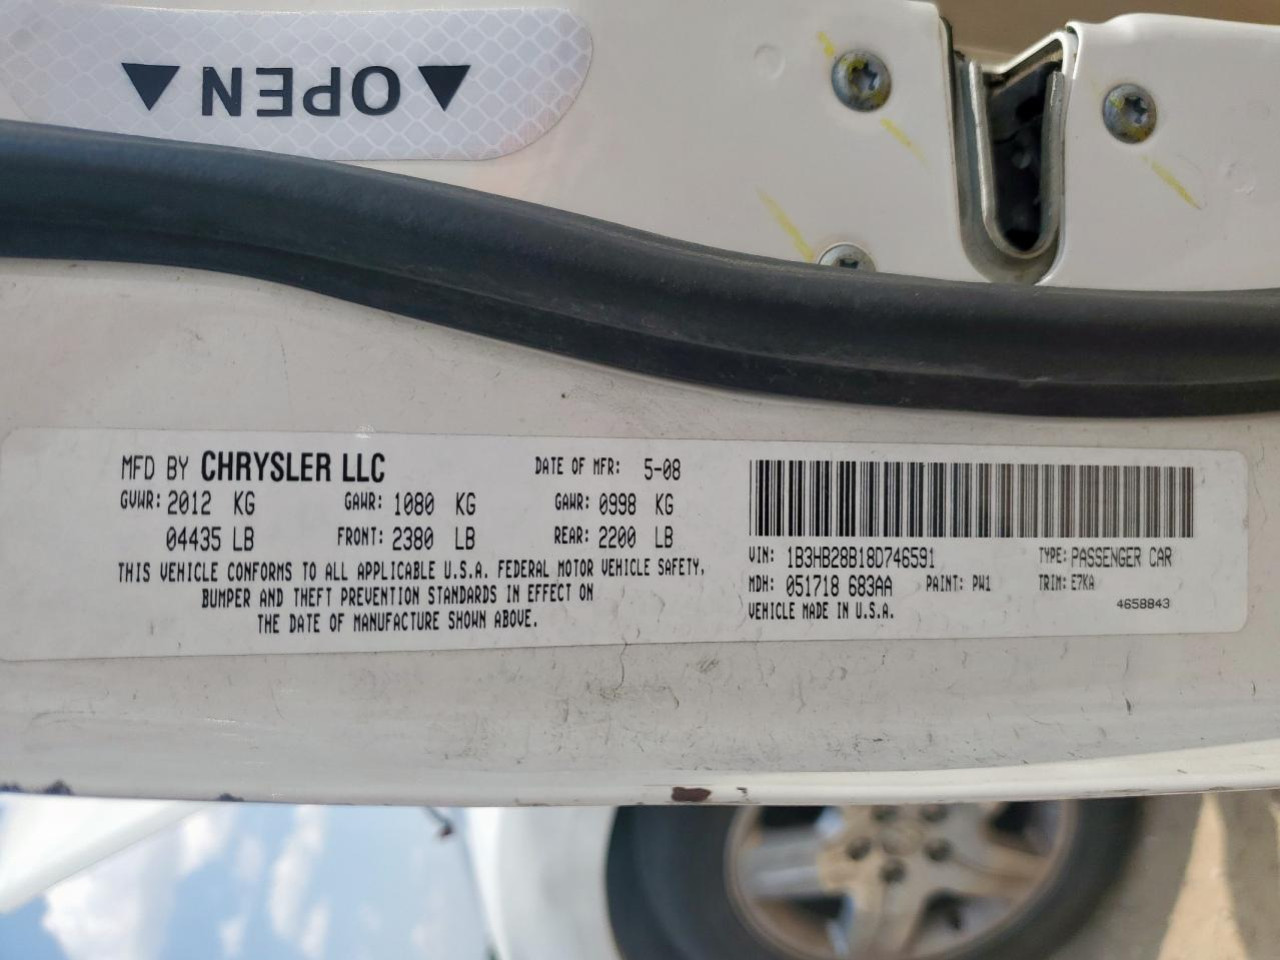 OPEN
MFD BY CHRYSLER LLC DATE OF MFR: 5-08
GVWR: 2012 KG GAWR: 1080 KG GAWR: 0998 KG
04435 LB FRONT: 2380 LB REAR: 2200 LB
THIS VEHICLE CONFORMS TO ALL APPLICABLE U.S.A. FEDERAL MOTOR VEHICLE SAFETY,
BUMPER AND THEFT PREVENTION STANDARDS IN EFFECT ON
THE DATE OF MANUFACTURE SHOWN ABOVE.
VIN: 1B3HB28B18D746591 TYPE: PASSENGER CAR
MDH: 051718 683AA PAINT: PW1 TRIM: E7KA
VEHICLE MADE IN U.S.A. 4658843